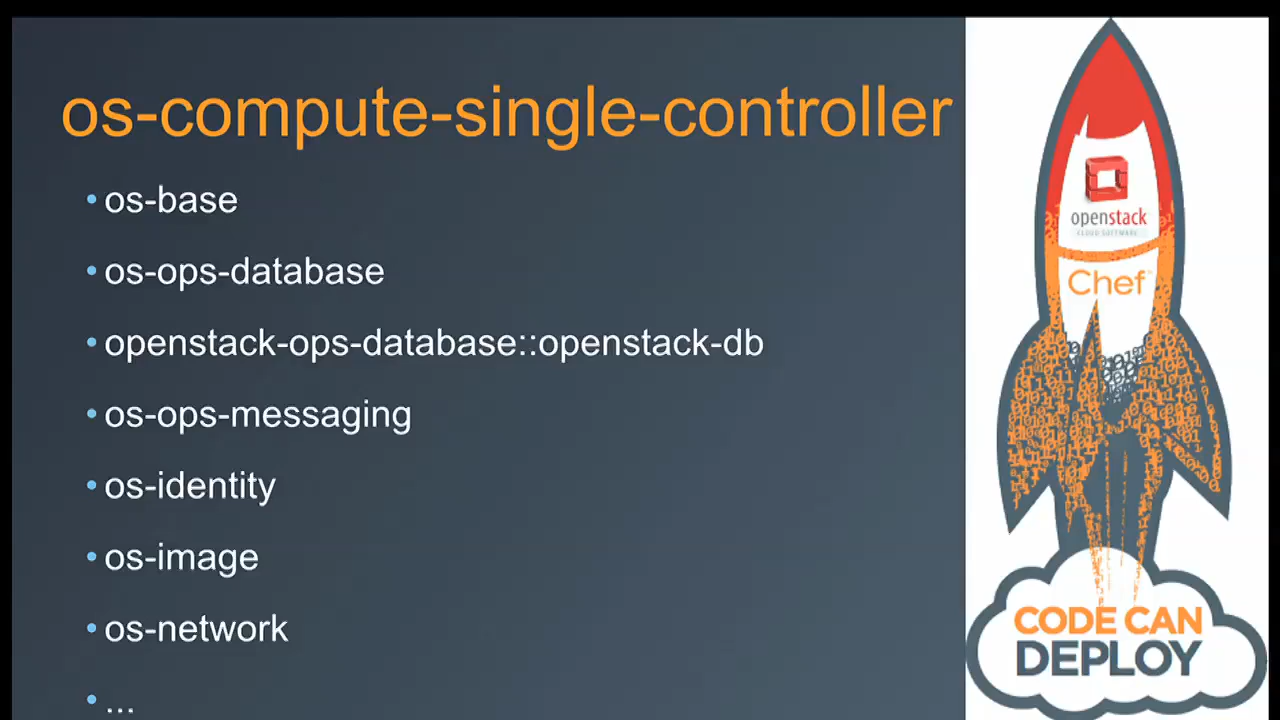 os-compute-single-controller
•os-base
•os-ops-database
•openstack-ops-database::openstack-db
•os-ops-messaging
•os-identity
•os-image
•os-network
•...
openstack
CLOUD SOFTWARE
Chef™
CODE CAN
DEPLOY